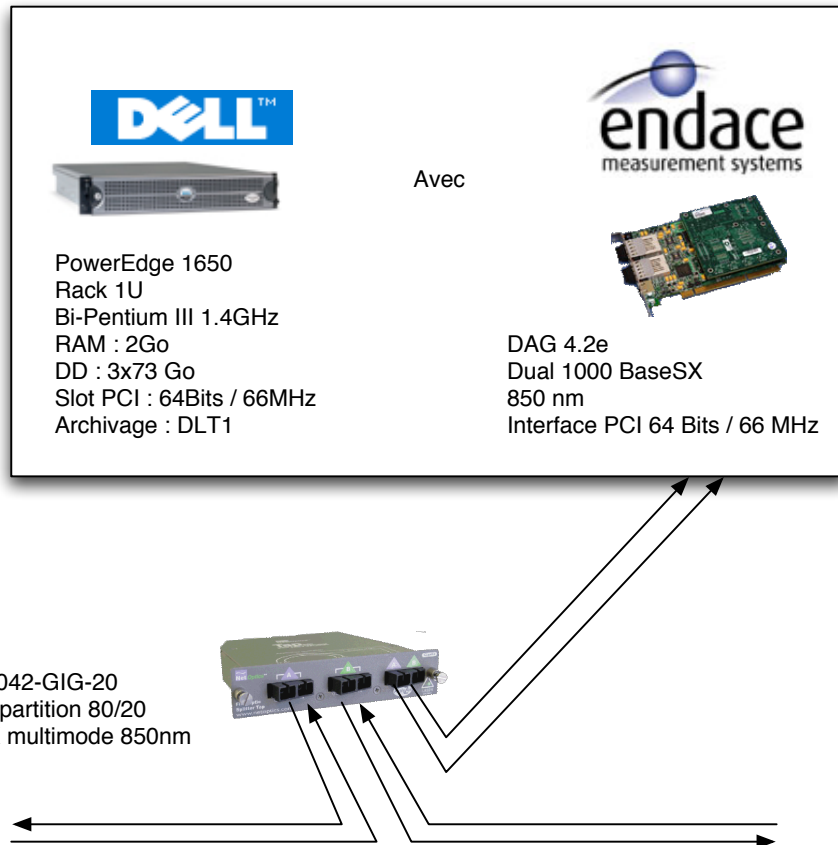 DELL™
endace
measurement systems
Avec
PowerEdge 1650
Rack 1U
Bi-Pentium III 1.4GHz
RAM : 2Go
DD : 3x73 Go
Slot PCI : 64Bits / 66MHz
Archivage : DLT1
DAG 4.2e
Dual 1000 BaseSX
850 nm
Interface PCI 64 Bits / 66 MHz
042-GIG-20
partition 80/20
multimode 850nm